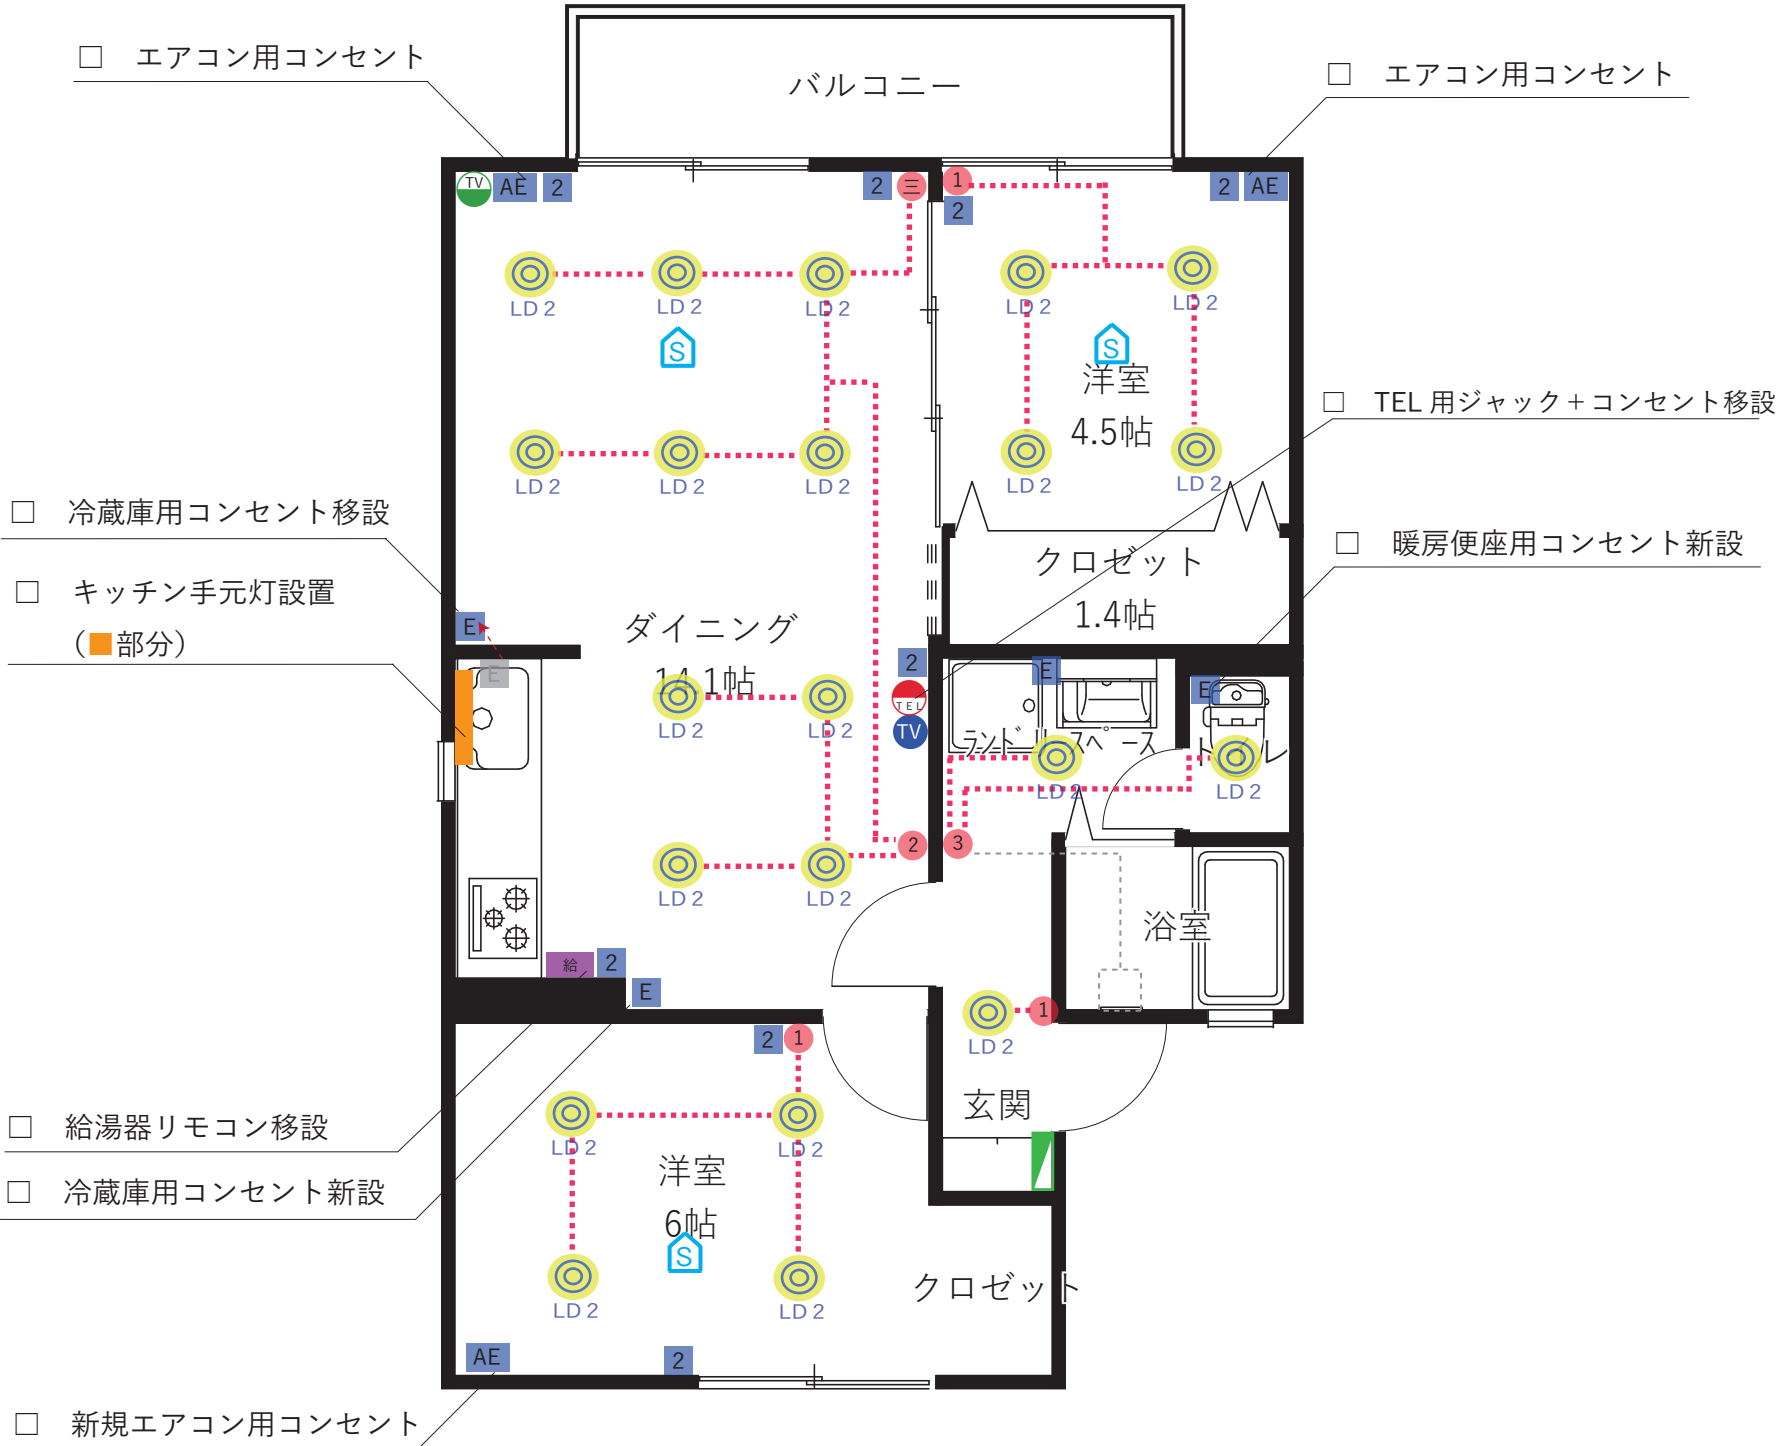 □ エアコン用コンセント
バルコニー
□ エアコン用コンセント
TV AE 2
2 三 1
2
2 AE
LD 2 LD 2 LD 2 LD 2 LD 2
S
S
洋室
4.5帖
□ TEL 用ジャック＋コンセント移設
LD 2 LD 2 LD 2 LD 2 LD 2
□ 冷蔵庫用コンセント移設
クロゼット
1.4帖
□ 暖房便座用コンセント新設
□ キッチン手元灯設置
（■部分）
E
E
ダイニング
14.1帖
2
TEL
TV
E
E
LD 2 LD 2
ランドリースペース
トイレ
LD 2 LD 2
2 3
LD 2 LD 2
浴室
給 2
E
1
LD 2
2 1
玄関
□ 給湯器リモコン移設
LD 2 LD 2
洋室
6帖
□ 冷蔵庫用コンセント新設
S
クロゼット
LD 2 LD 2
AE 2
□ 新規エアコン用コンセント